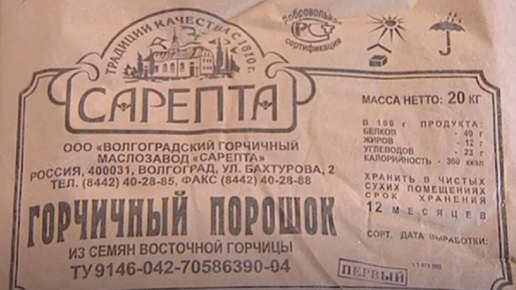 ТРАДИЦИИ КАЧЕСТВА С 1810 г.
САРЕПТА
ООО «ВОЛГОГРАДСКИЙ ГОРЧИЧНЫЙ
МАСЛОЗАВОД «САРЕПТА»
РОССИЯ, 400031, ВОЛГОГРАД, УЛ. БАХТУРОВА, 2
ТЕЛ. (8442) 40-28-85, ФАКС (8442) 40-28-88
ГОРЧИЧНЫЙ ПОРОШОК
ИЗ СЕМЯН ВОСТОЧНОЙ ГОРЧИЦЫ
ТУ 9146-042-70586390-04
Добровольная
РС
сертификация
МАССА НЕТТО: 20 КГ
В 100 г ПРОДУКТА:
БЕЛКОВ - 40 г
ЖИРОВ - 12 г
УГЛЕВОДОВ - 23 г
КАЛОРИЙНОСТЬ - 360 ккал
ХРАНИТЬ В ЧИСТЫХ
СУХИХ ПОМЕЩЕНИЯХ
СРОК ХРАНЕНИЯ
12 МЕСЯЦЕВ
СОРТ, ДАТА ВЫРАБОТКИ:
ПЕРВЫЙ